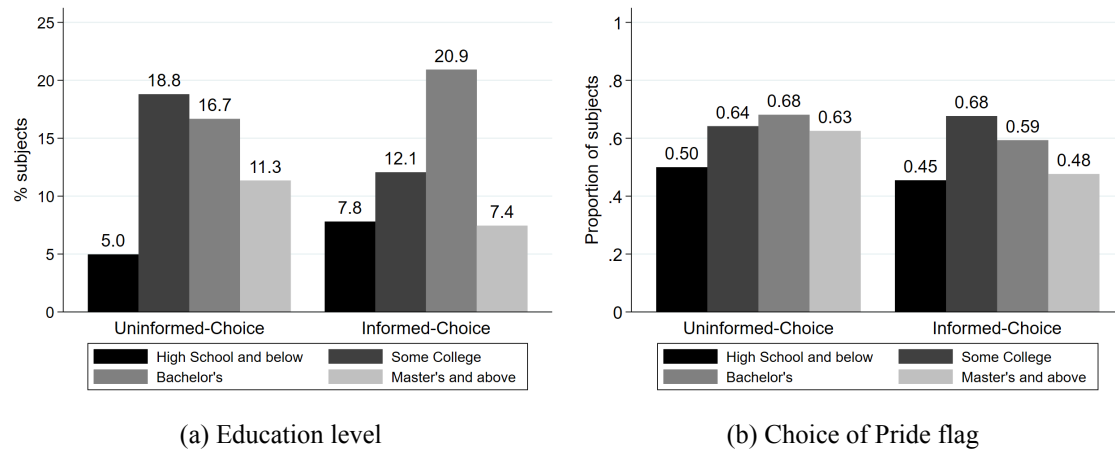 25
20
15
10
5
0
% subjects
5.0
18.8
16.7
11.3
7.8
12.1
20.9
7.4
Uninformed-Choice
Informed-Choice
High School and below
Some College
Bachelor's
Master's and above
(a) Education level
1
.8
.6
.4
.2
0
Proportion of subjects
0.50
0.64
0.68
0.63
0.45
0.68
0.59
0.48
Uninformed-Choice
Informed-Choice
High School and below
Some College
Bachelor's
Master's and above
(b) Choice of Pride flag